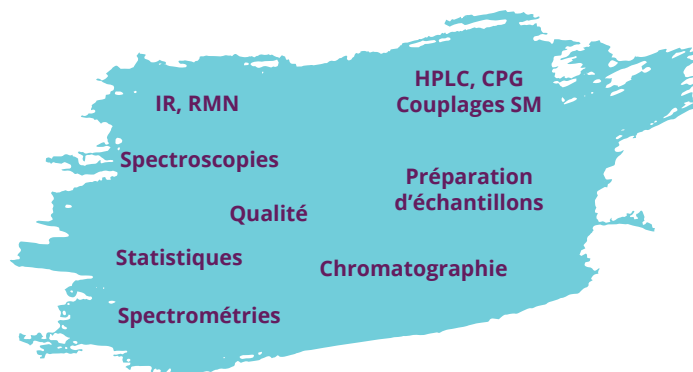 IR, RMN
HPLC, CPG
Couplages SM
Spectroscopies
Préparation
d’échantillons
Qualité
Statistiques
Chromatographie
Spectrométries